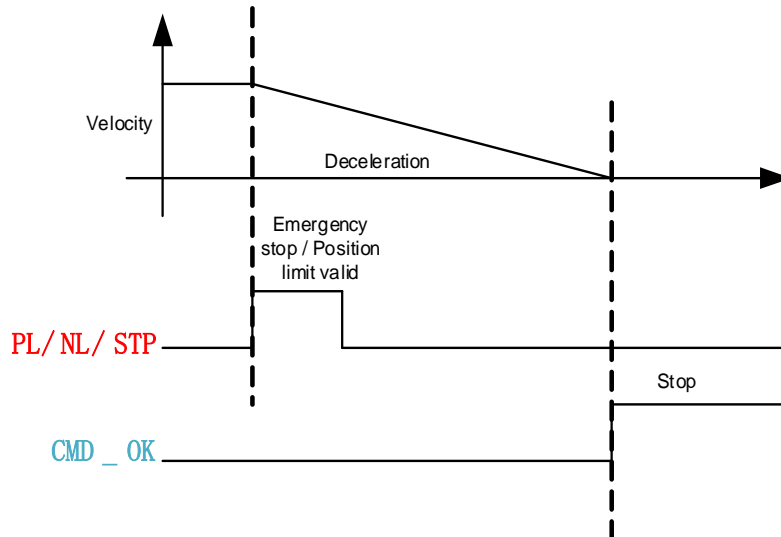 Velocity
Deceleration
Emergency
stop / Position
limit valid
PL/ NL/ STP
Stop
CMD _ OK